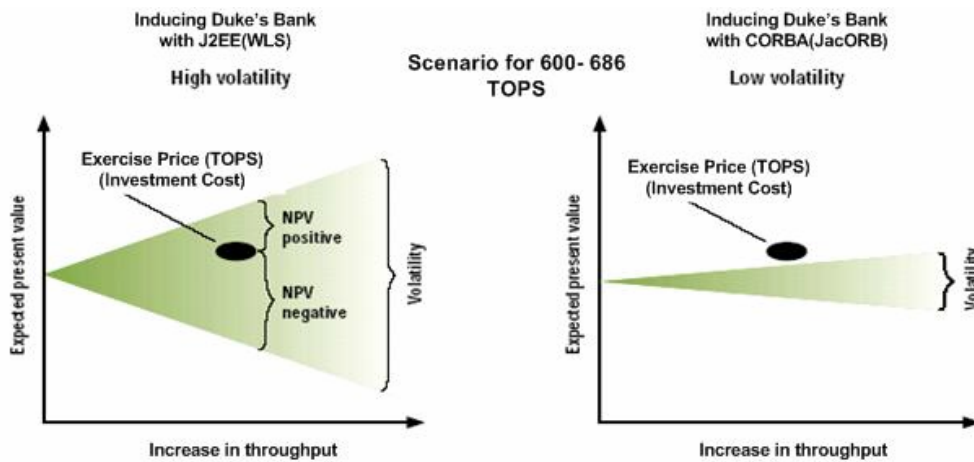 Inducing Duke's Bank
with J2EE(WLS)
High volatility
Scenario for 600- 686
TOPS
Inducing Duke's Bank
with CORBA(JacORB)
Low volatility
Exercise Price (TOPS)
(Investment Cost)
NPV
positive
NPV
negative
Volatility
Expected present value
Increase in throughput
Exercise Price (TOPS)
(Investment Cost)
Volatility
Expected present value
Increase in throughput